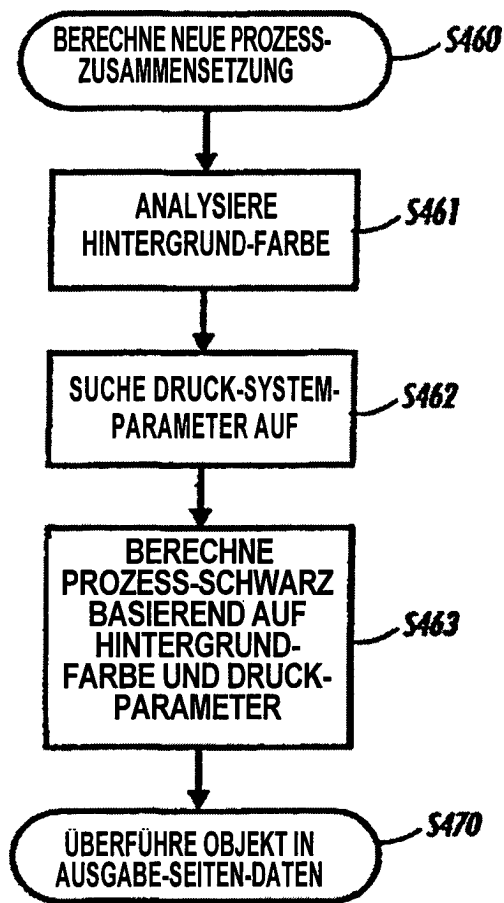 BERECHNE NEUE PROZESS-
ZUSAMMENSETZUNG
S460
ANALYSIERE
HINTERGRUND-FARBE
S461
SUCHE DRUCK-SYSTEM-
PARAMETER AUF
S462
BERECHNE
PROZESS-SCHWARZ
BASIEREND AUF
HINTERGRUND-
FARBE UND DRUCK-
PARAMETER
S463
ÜBERFÜHRE OBJEKT IN
AUSGABE-SEITEN-DATEN
S470